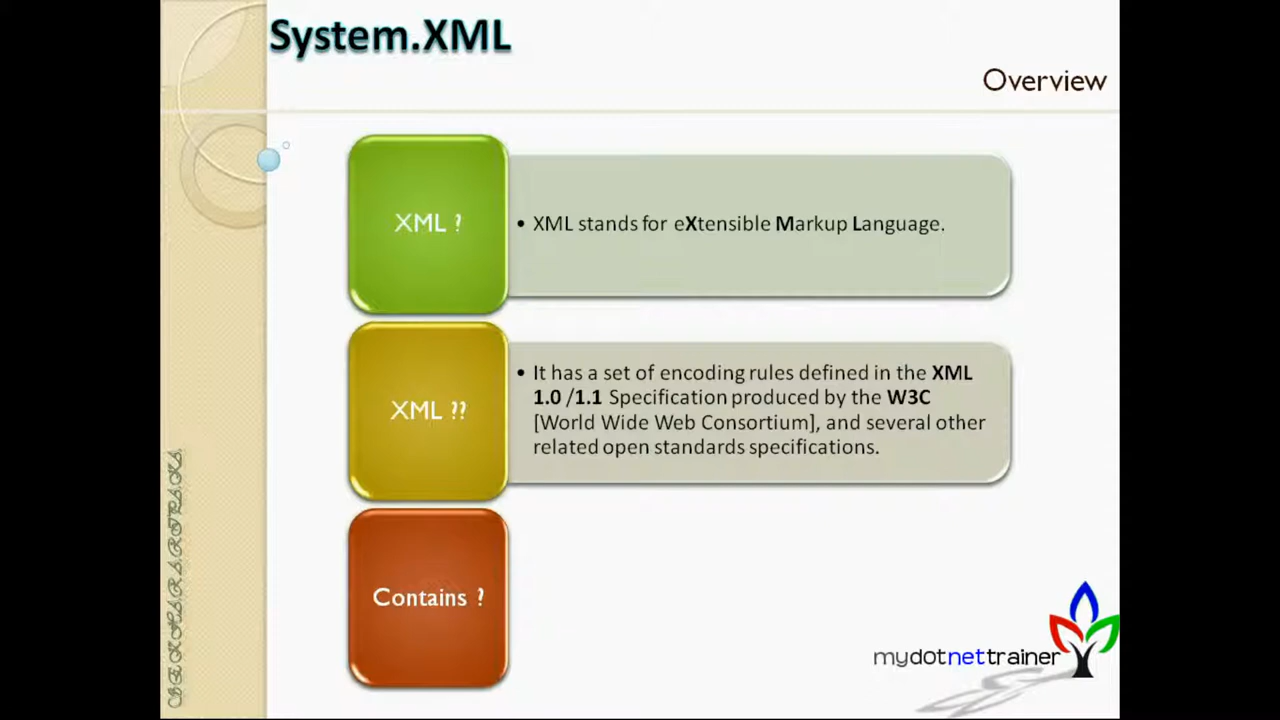 System.XML
Overview
XML ?
• XML stands for eXtensible Markup Language.
XML ??
• It has a set of encoding rules defined in the XML
1.0 /1.1 Specification produced by the W3C
[World Wide Web Consortium], and several other
related open standards specifications.
Contains ?
mydotnettrainer